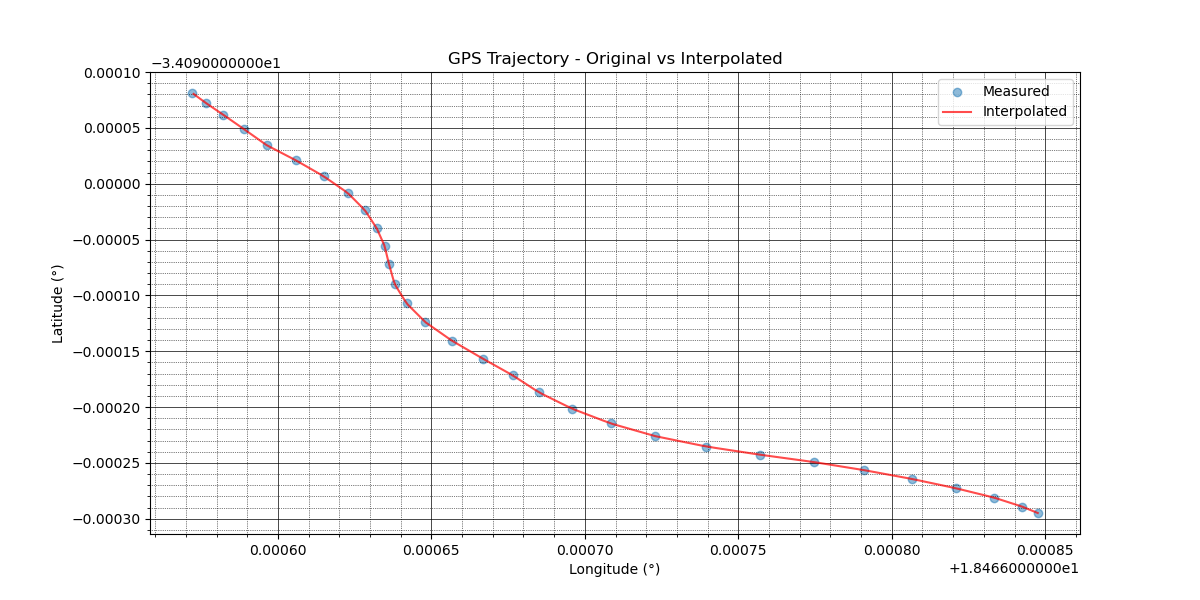 GPS Trajectory - Original vs Interpolated
−3.4090000000e1
0.00010
0.00005
0.00000
−0.00005
−0.00010
−0.00015
−0.00020
−0.00025
−0.00030
Latitude (°)
Measured
Interpolated
0.00060 0.00065 0.00070 0.00075 0.00080 0.00085
Longitude (°)
+1.8466000000e1